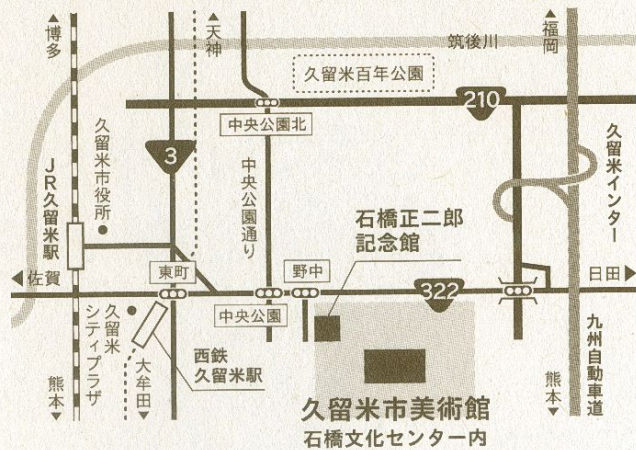 ▲博多
▲天神
筑後川
▲福岡
久留米百年公園
210
中央公園北
3
久留米市役所
JR久留米駅
中央公園通り
久留米インター
石橋正二郎
記念館
◀佐賀
東町
野中
322
日田▶
中央公園
久留米
シティプラザ
西鉄
久留米駅
熊本▼
大牟田▼
熊本▼
九州自動車道
久留米市美術館
石橋文化センター内